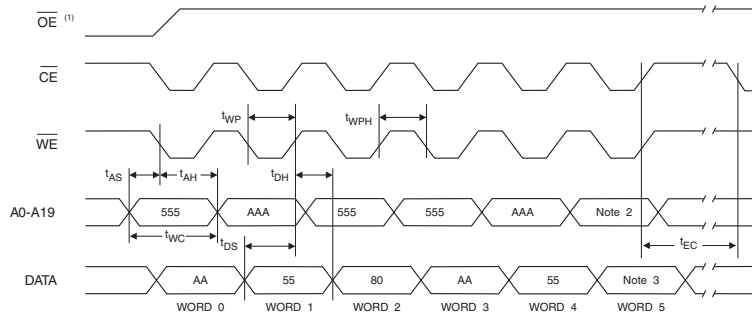 OE (1)
CE
tWP tWPH
WE
tAS tAH tDH
A0-A19 555 AAA 555 555 AAA Note 2
tWC tDS tEC
DATA AA 55 80 AA 55 Note 3
WORD 0 WORD 1 WORD 2 WORD 3 WORD 4 WORD 5